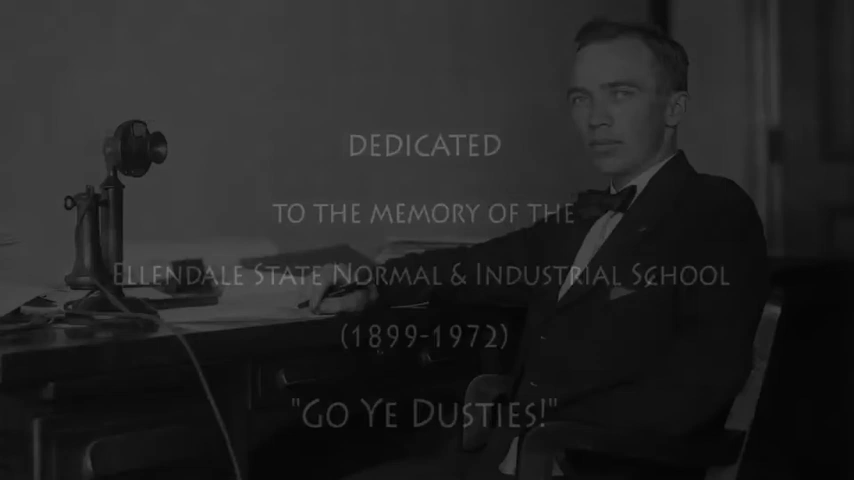 DEDICATED
TO THE MEMORY OF THE
ELLENDALE STATE NORMAL & INDUSTRIAL SCHOOL
(1899-1972)
"GO YE DUSTIES!"